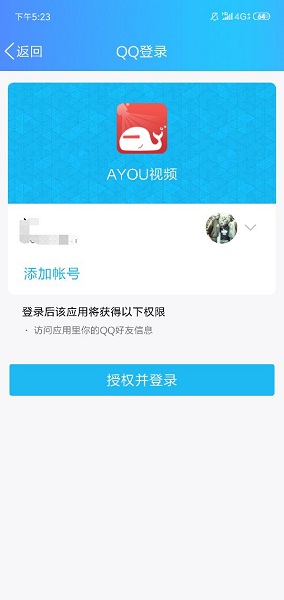 下午5:23
4G
64
返回
QQ登录
AYOU视频
添加帐号
登录后该应用将获得以下权限
· 访问应用里你的QQ好友信息
授权并登录